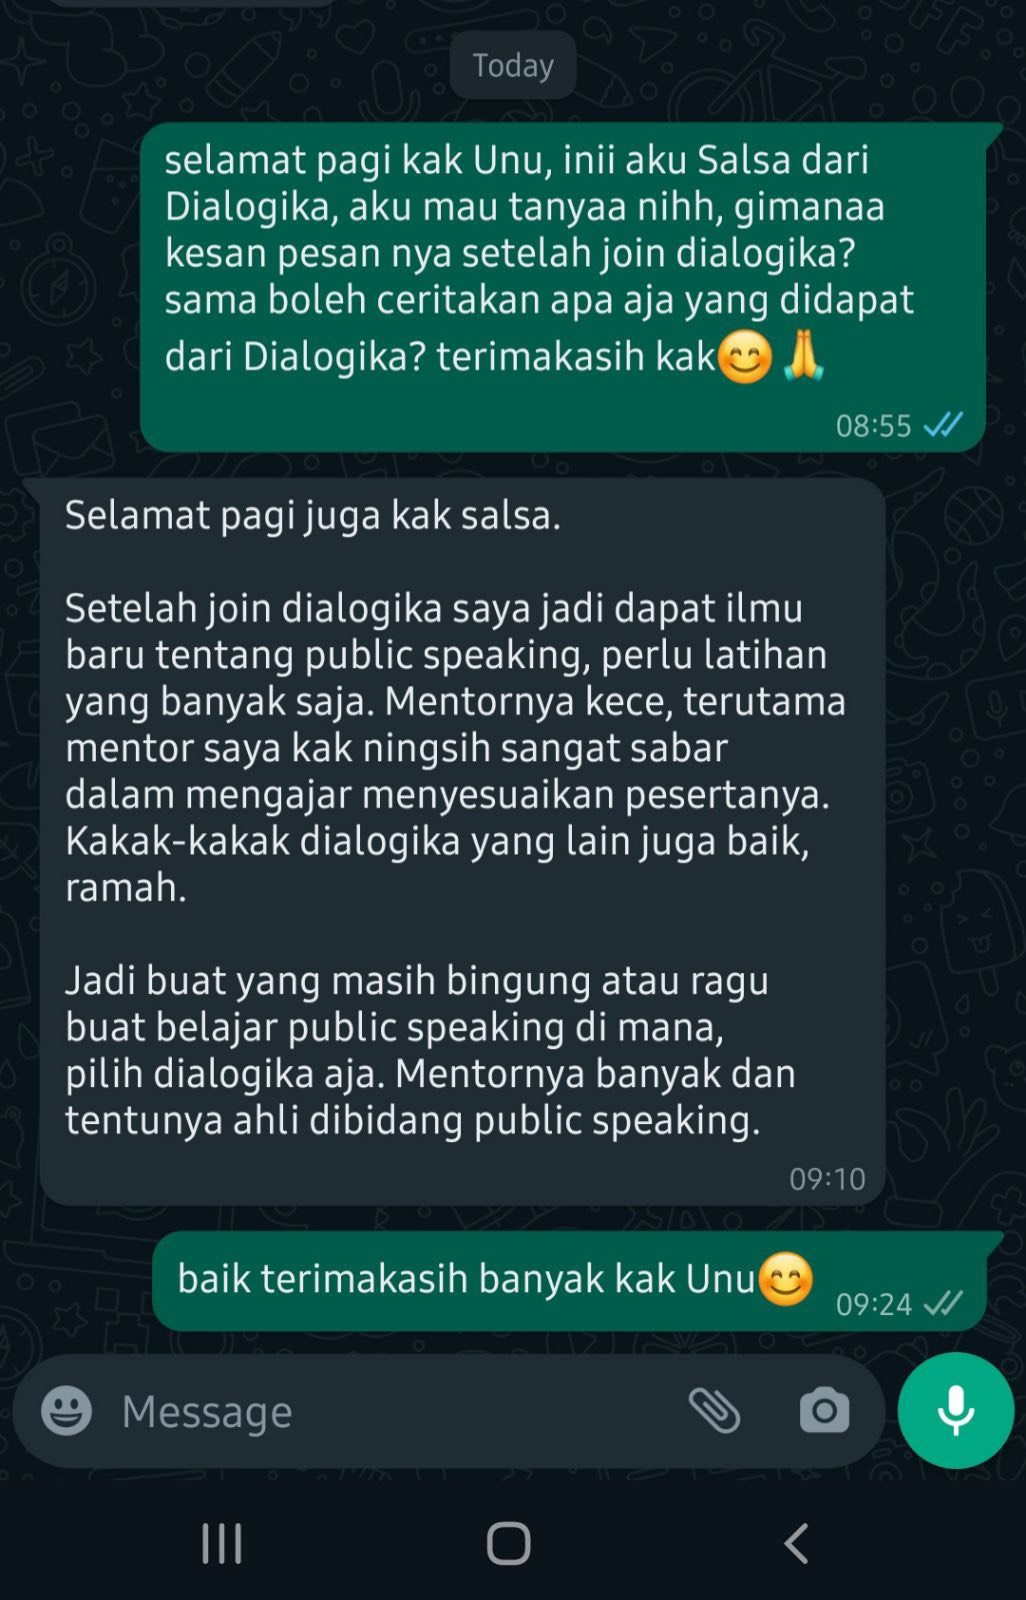 Today
selamat pagi kak Unu, inii aku Salsa dari
Dialogika, aku mau tanyaa nihh, gimanaa
kesan pesan nya setelah join dialogika?
sama boleh ceritakan apa aja yang didapat
dari Dialogika? terimakasih kak😊🙏
08:55
Selamat pagi juga kak salsa.
Setelah join dialogika saya jadi dapat ilmu
baru tentang public speaking, perlu latihan
yang banyak saja. Mentornya kece, terutama
mentor saya kak ningsih sangat sabar
dalam mengajar menyesuaikan pesertanya.
Kakak-kakak dialogika yang lain juga baik,
ramah.
Jadi buat yang masih bingung atau ragu
buat belajar public speaking di mana,
pilih dialogika aja. Mentornya banyak dan
tentunya ahli dibidang public speaking.
09:10
baik terimakasih banyak kak Unu😊
09:24
Message